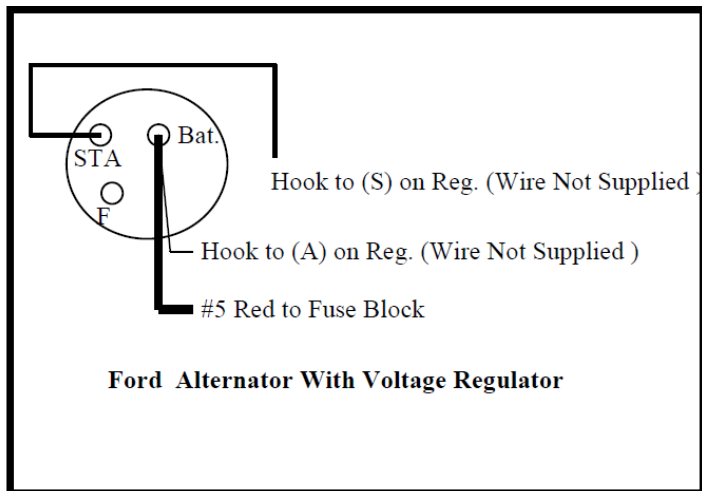 Bat.
STA
Hook to (S) on Reg. (Wire Not Supplied )
F
Hook to (A) on Reg. (Wire Not Supplied )
#5 Red to Fuse Block
Ford Alternator With Voltage Regulator